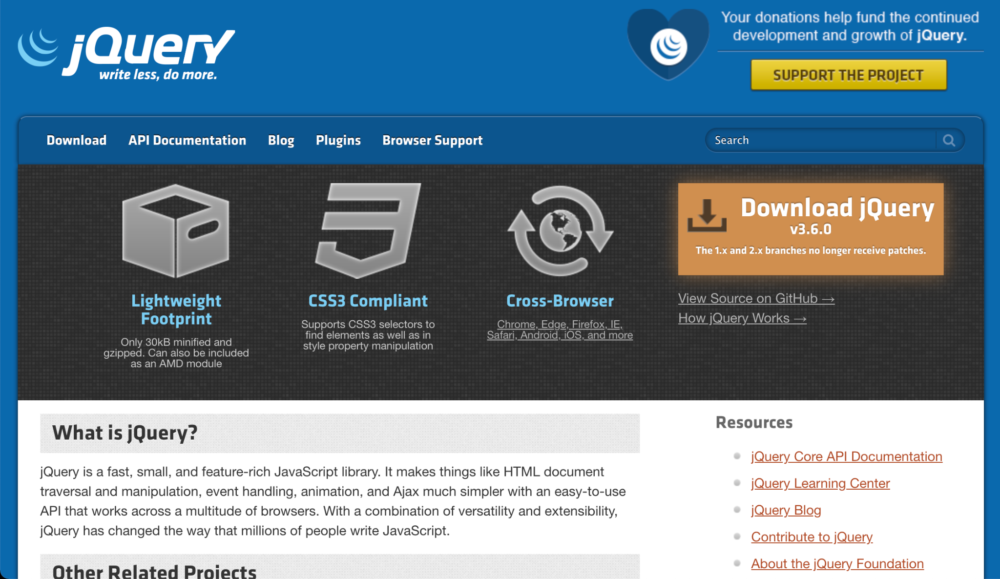 jQuery
write less, do more.
Your donations help fund the continued
development and growth of jQuery.
SUPPORT THE PROJECT
Download API Documentation Blog Plugins Browser Support
Search
Lightweight
Footprint
Only 30kB minified and
gzipped. Can also be included
as an AMD module
CSS3 Compliant
Supports CSS3 selectors to
find elements as well as in
style property manipulation
Cross-Browser
Chrome, Edge, Firefox, IE,
Safari, Android, iOS, and more
Download jQuery
v3.6.0
The 1.x and 2.x branches no longer receive patches.
View Source on GitHub →
How jQuery Works →
What is jQuery?
jQuery is a fast, small, and feature-rich JavaScript library. It makes things like HTML document
traversal and manipulation, event handling, animation, and Ajax much simpler with an easy-to-use
API that works across a multitude of browsers. With a combination of versatility and extensibility,
jQuery has changed the way that millions of people write JavaScript.
Other Related Projects
Resources
jQuery Core API Documentation
jQuery Learning Center
jQuery Blog
Contribute to jQuery
About the jQuery Foundation